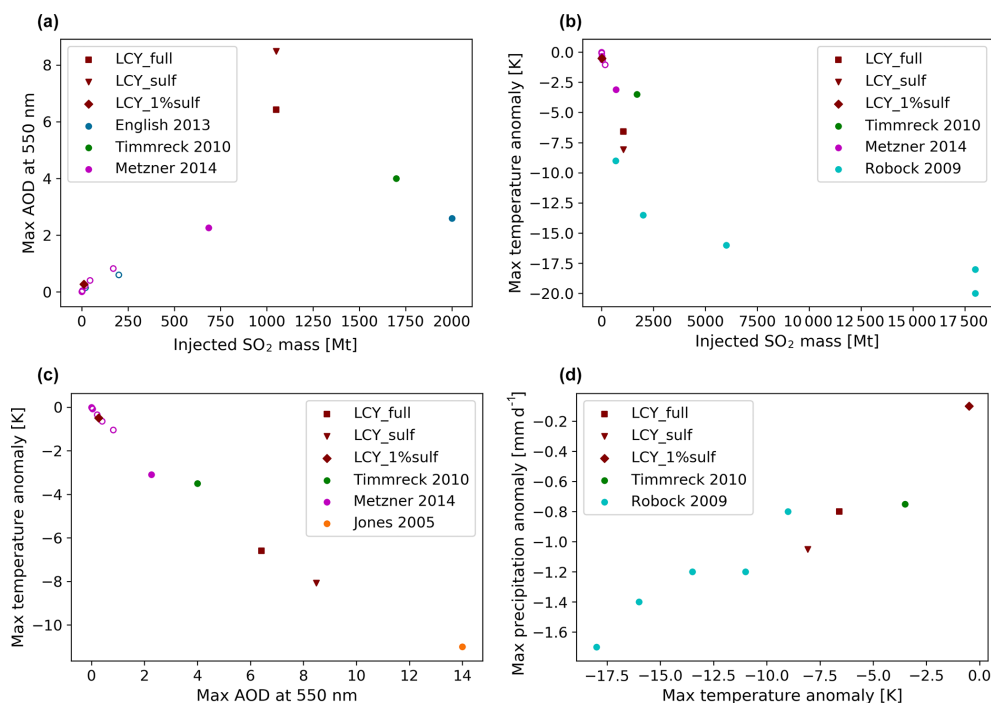 (a)
8
6
4
2
0
Max AOD at 550 nm
LCY_full
LCY_sulf
LCY_1%sulf
English 2013
Timmreck 2010
Metzner 2014
0 250 500 750 1000 1250 1500 1750 2000
Injected SO₂ mass [Mt]
(b)
0.0
−2.5
−5.0
−7.5
−10.0
−12.5
−15.0
−17.5
−20.0
Max temperature anomaly [K]
LCY_full
LCY_sulf
LCY_1%sulf
Timmreck 2010
Metzner 2014
Robock 2009
0 2500 5000 7500 10 000 12 500 15 000 17 500
Injected SO₂ mass [Mt]
(c)
0
−2
−4
−6
−8
−10
Max temperature anomaly [K]
LCY_full
LCY_sulf
LCY_1%sulf
Timmreck 2010
Metzner 2014
Jones 2005
0 2 4 6 8 10 12 14
Max AOD at 550 nm
(d)
−0.2
−0.4
−0.6
−0.8
−1.0
−1.2
−1.4
−1.6
Max precipitation anomaly [mm d⁻¹]
LCY_full
LCY_sulf
LCY_1%sulf
Timmreck 2010
Robock 2009
−17.5 −15.0 −12.5 −10.0 −7.5 −5.0 −2.5 0.0
Max temperature anomaly [K]